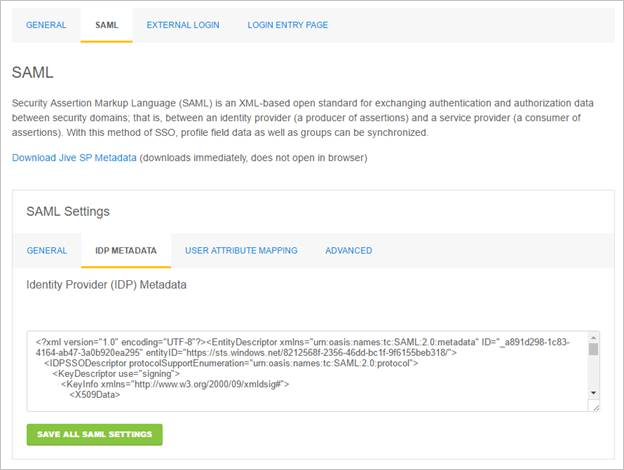 GENERAL SAML EXTERNAL LOGIN LOGIN ENTRY PAGE
SAML
Security Assertion Markup Language (SAML) is an XML-based open standard for exchanging authentication and authorization data
between security domains; that is, between an identity provider (a producer of assertions) and a service provider (a consumer of
assertions). With this method of SSO, profile field data as well as groups can be synchronized.
Download Jive SP Metadata (downloads immediately, does not open in browser)
SAML Settings
GENERAL IDP METADATA USER ATTRIBUTE MAPPING ADVANCED
Identity Provider (IDP) Metadata
<?xml version="1.0" encoding="UTF-8"?><EntityDescriptor xmlns="urn:oasis:names:tc:SAML:2.0:metadata" ID="_a891d298-1c83-
4164-ab47-3a0b920ea295" entityID="https://sts.windows.net/8212568f-2356-46dd-bc1f-9f6155beb318/">
<IDPSSODescriptor protocolSupportEnumeration="urn:oasis:names:tc:SAML:2.0:protocol">
<KeyDescriptor use="signing">
<KeyInfo xmlns="http://www.w3.org/2000/09/xmldsig#">
<X509Data>
SAVE ALL SAML SETTINGS